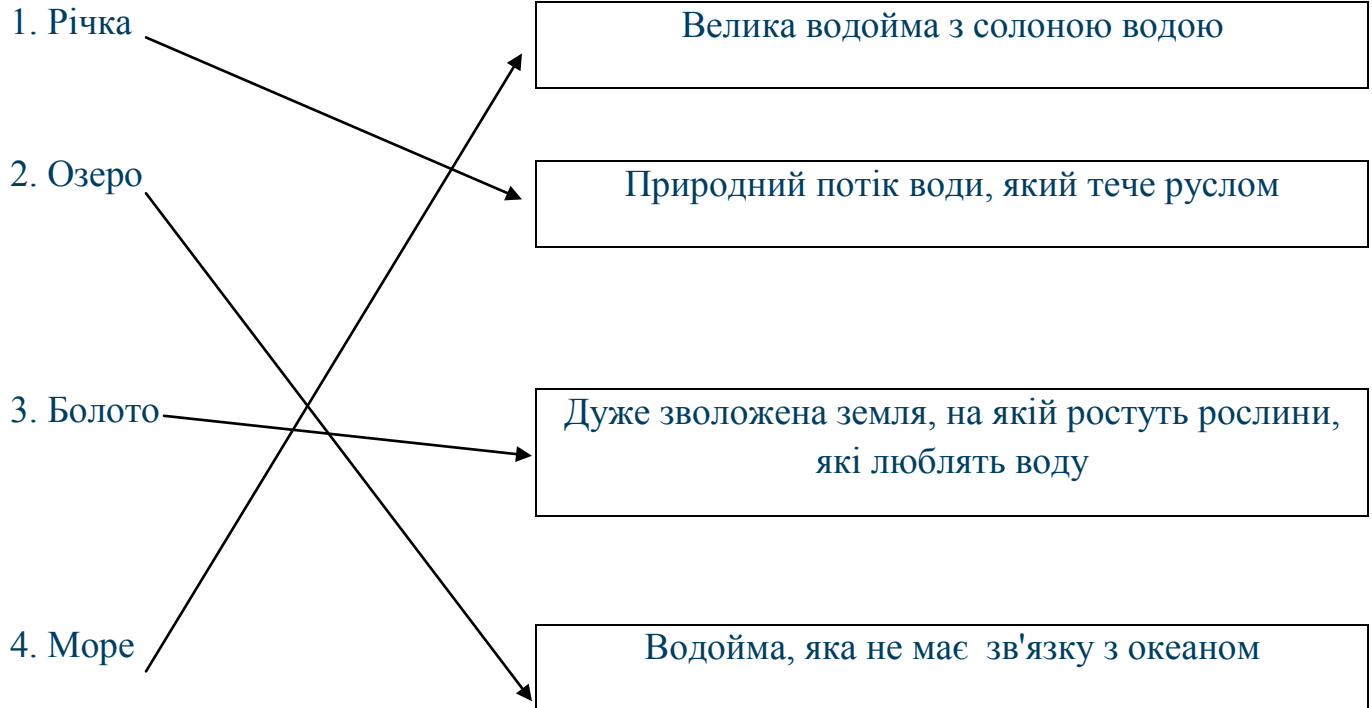 1. Річка
Велика водойма з солоною водою
2. Озеро
Природний потік води, який тече руслом
3. Болото
Дуже зволожена земля, на якій ростуть рослини,
які люблять воду
4. Море
Водойма, яка не має зв'язку з океаном